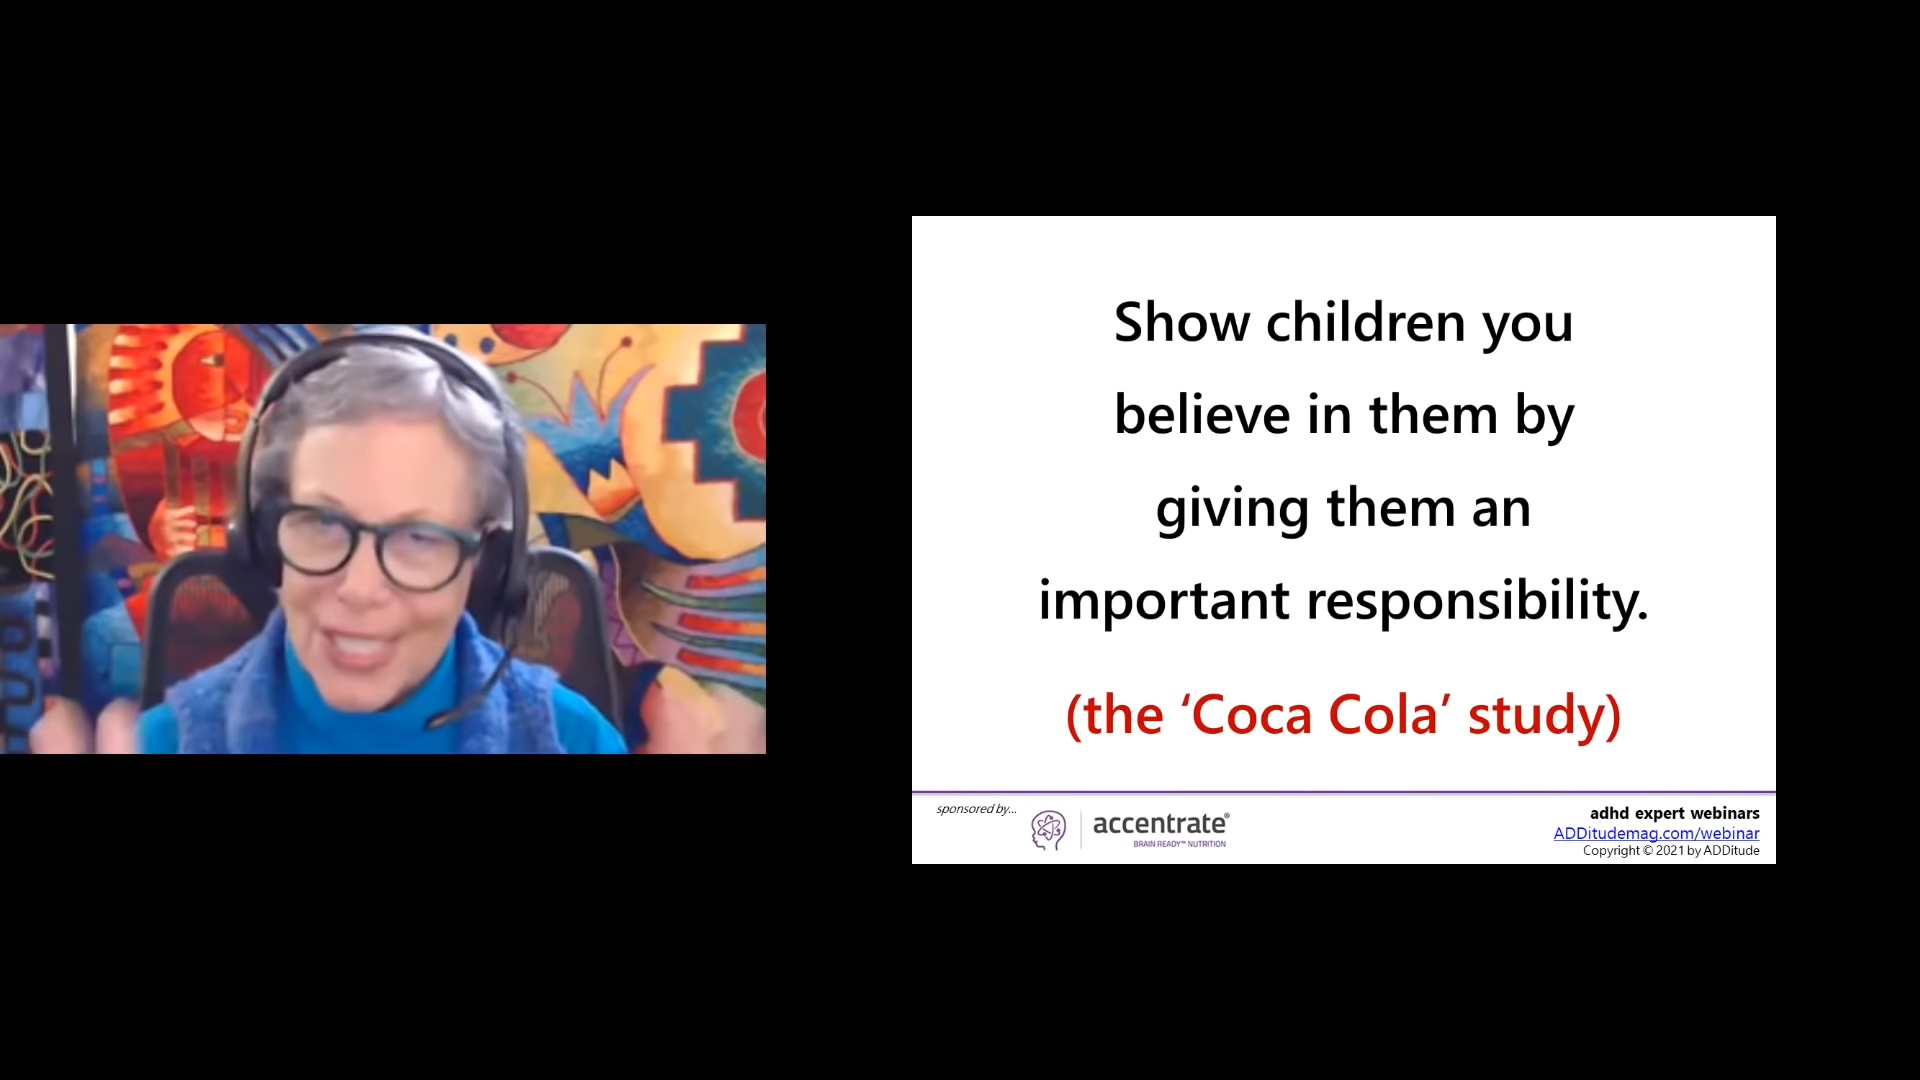 Show children you
believe in them by
giving them an
important responsibility.
(the ‘Coca Cola’ study)
sponsored by...
accentrate®
BRAIN READY™ NUTRITION
adhd expert webinars
ADDitudemag.com/webinar
Copyright © 2021 by ADDitude